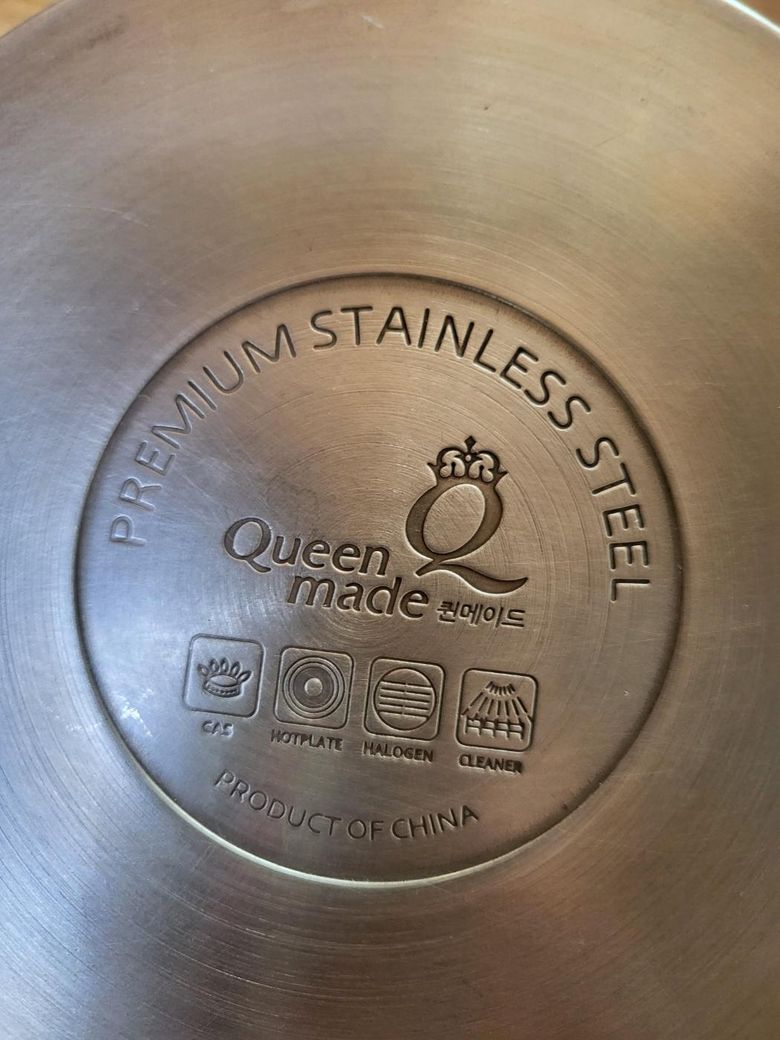 PREMIUM STAINLESS STEEL
Q
Queen
made 퀸메이드
GAS
HOTPLATE
HALOGEN
CLEANER
PRODUCT OF CHINA